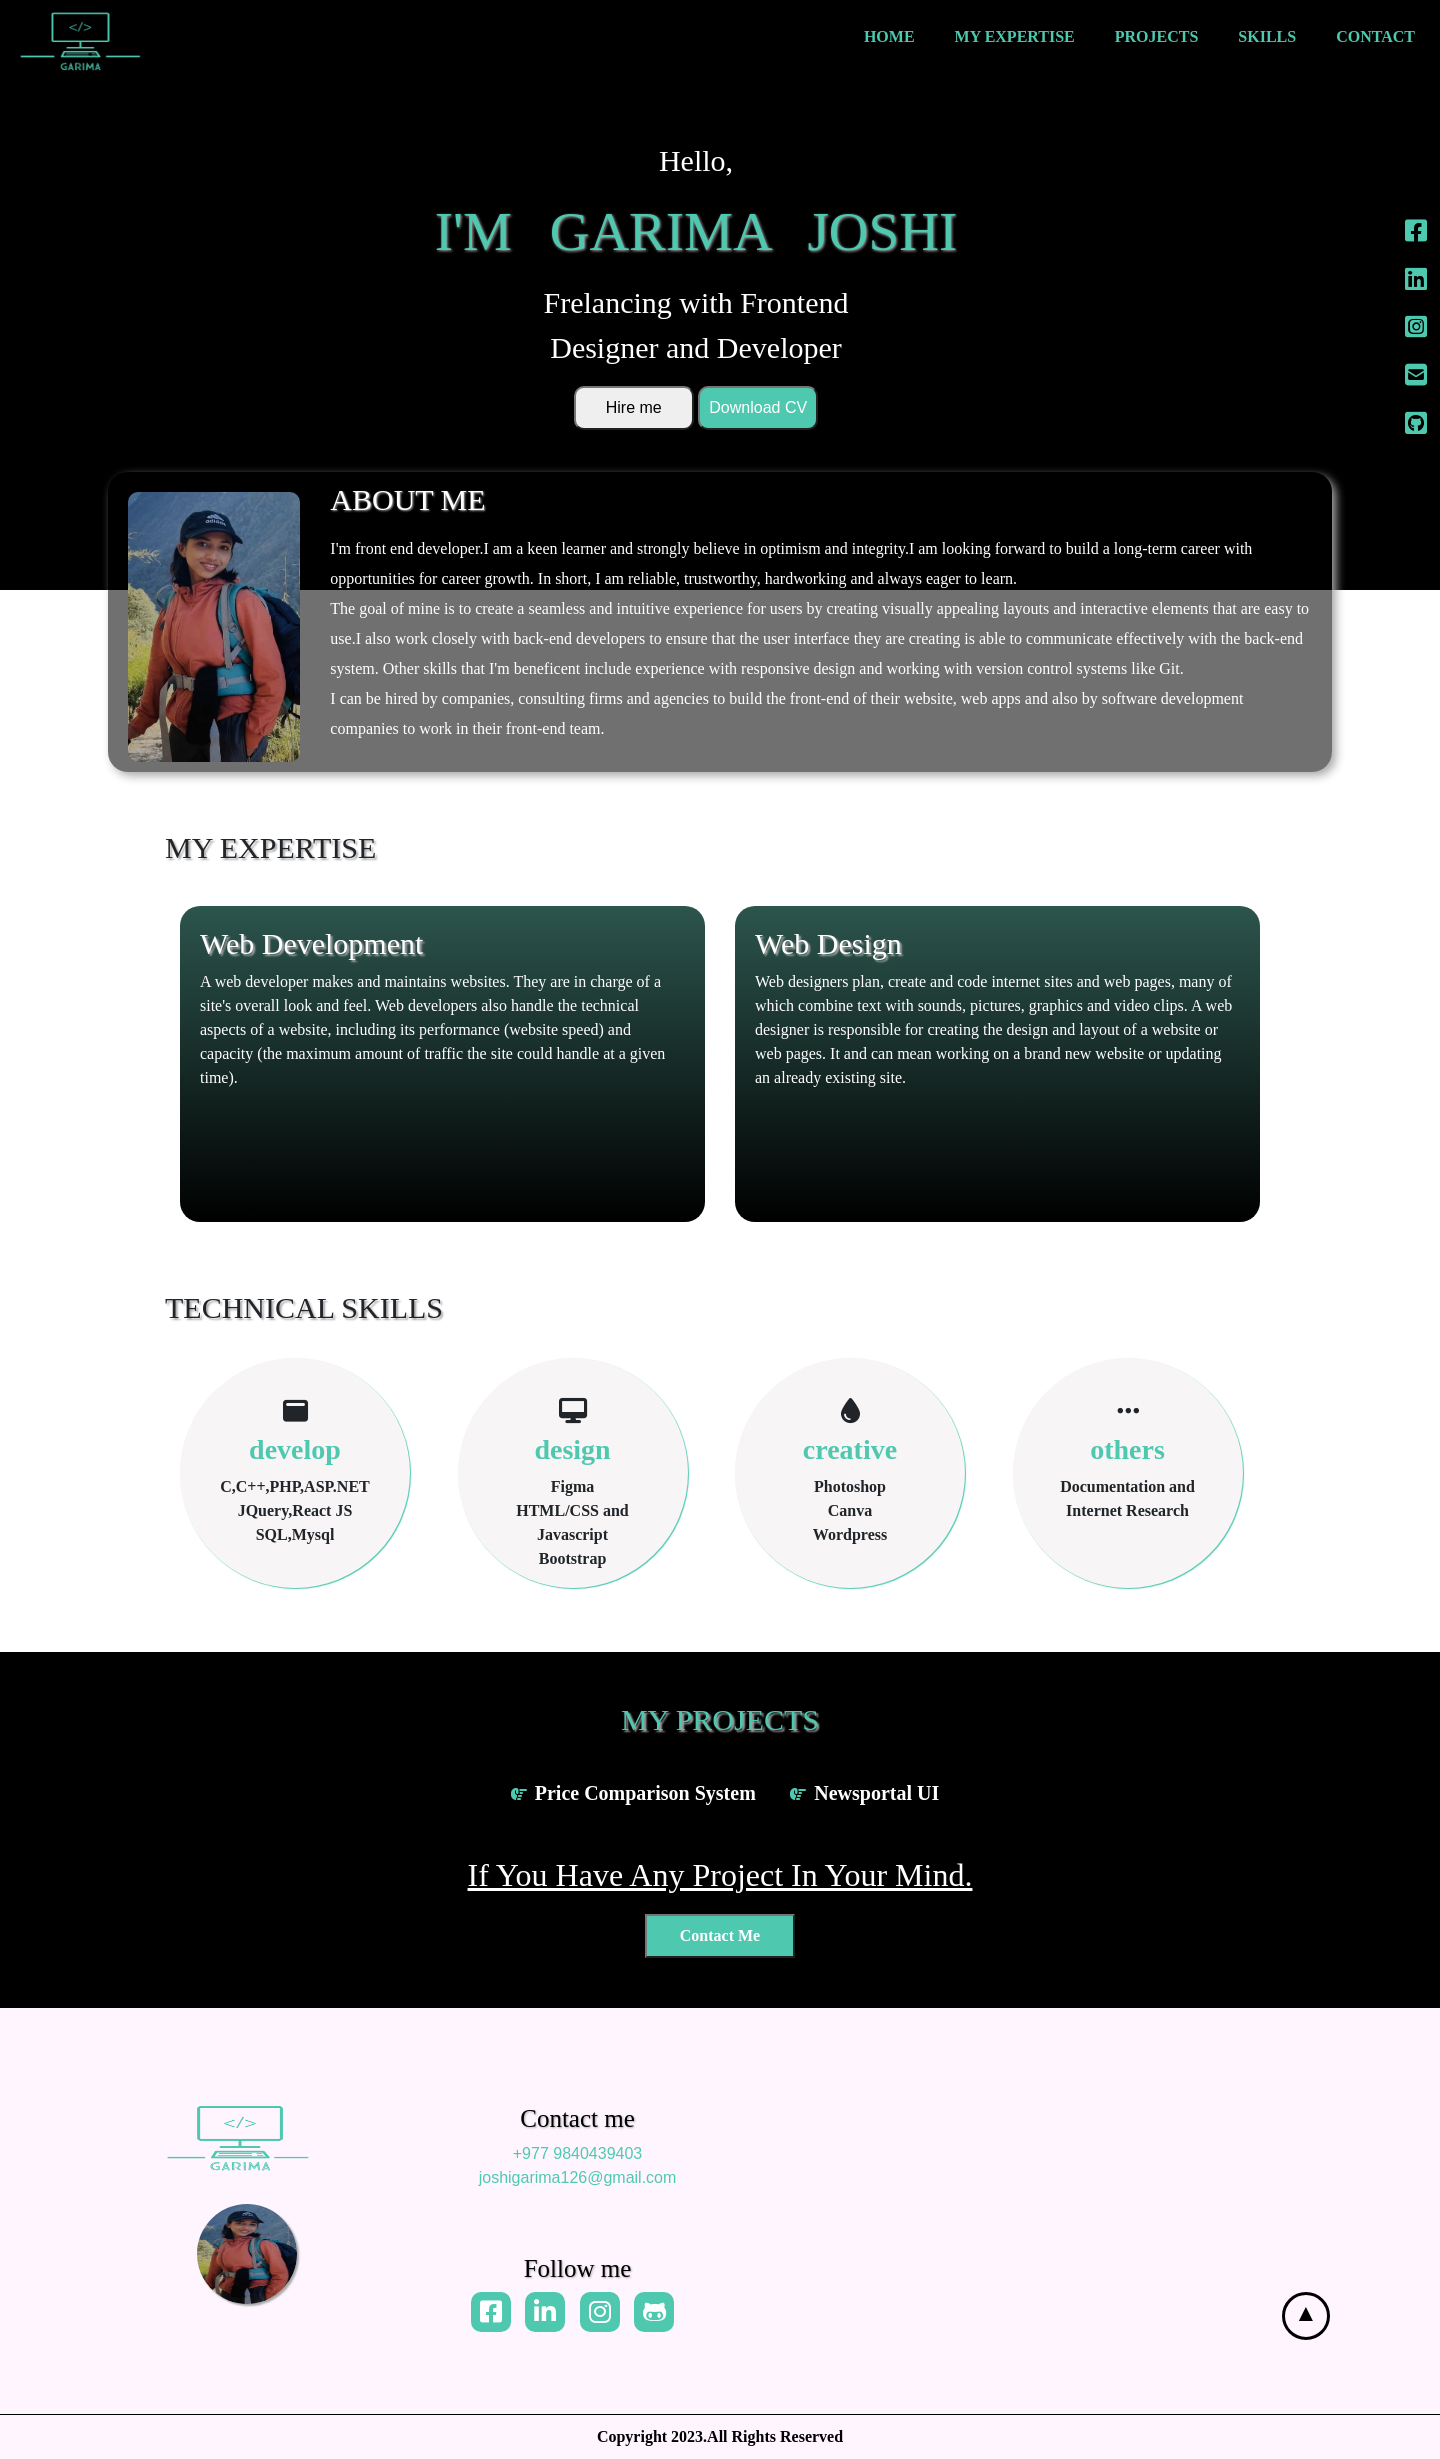 </>
GARIMA
HOME MY EXPERTISE PROJECTS SKILLS CONTACT
Hello,
I'M GARIMA JOSHI
Frelancing with Frontend
Designer and Developer
Hire me Download CV
ABOUT ME
I'm front end developer.I am a keen learner and strongly believe in optimism and integrity.I am looking forward to build a long-term career with
opportunities for career growth. In short, I am reliable, trustworthy, hardworking and always eager to learn.
The goal of mine is to create a seamless and intuitive experience for users by creating visually appealing layouts and interactive elements that are easy to
use.I also work closely with back-end developers to ensure that the user interface they are creating is able to communicate effectively with the back-end
system. Other skills that I'm beneficent include experience with responsive design and working with version control systems like Git.
I can be hired by companies, consulting firms and agencies to build the front-end of their website, web apps and also by software development
companies to work in their front-end team.
adidas
MY EXPERTISE
Web Development
A web developer makes and maintains websites. They are in charge of a
site's overall look and feel. Web developers also handle the technical
aspects of a website, including its performance (website speed) and
capacity (the maximum amount of traffic the site could handle at a given
time).
Web Design
Web designers plan, create and code internet sites and web pages, many of
which combine text with sounds, pictures, graphics and video clips. A web
designer is responsible for creating the design and layout of a website or
web pages. It and can mean working on a brand new website or updating
an already existing site.
TECHNICAL SKILLS
develop
C,C++,PHP,ASP.NET
JQuery,React JS
SQL,Mysql
design
Figma
HTML/CSS and
Javascript
Bootstrap
creative
Photoshop
Canva
Wordpress
others
Documentation and
Internet Research
MY PROJECTS
Price Comparison System Newsportal UI
If You Have Any Project In Your Mind.
Contact Me
</>
GARIMA
Contact me
+977 9840439403
joshigarima126@gmail.com
Follow me
Copyright 2023.All Rights Reserved